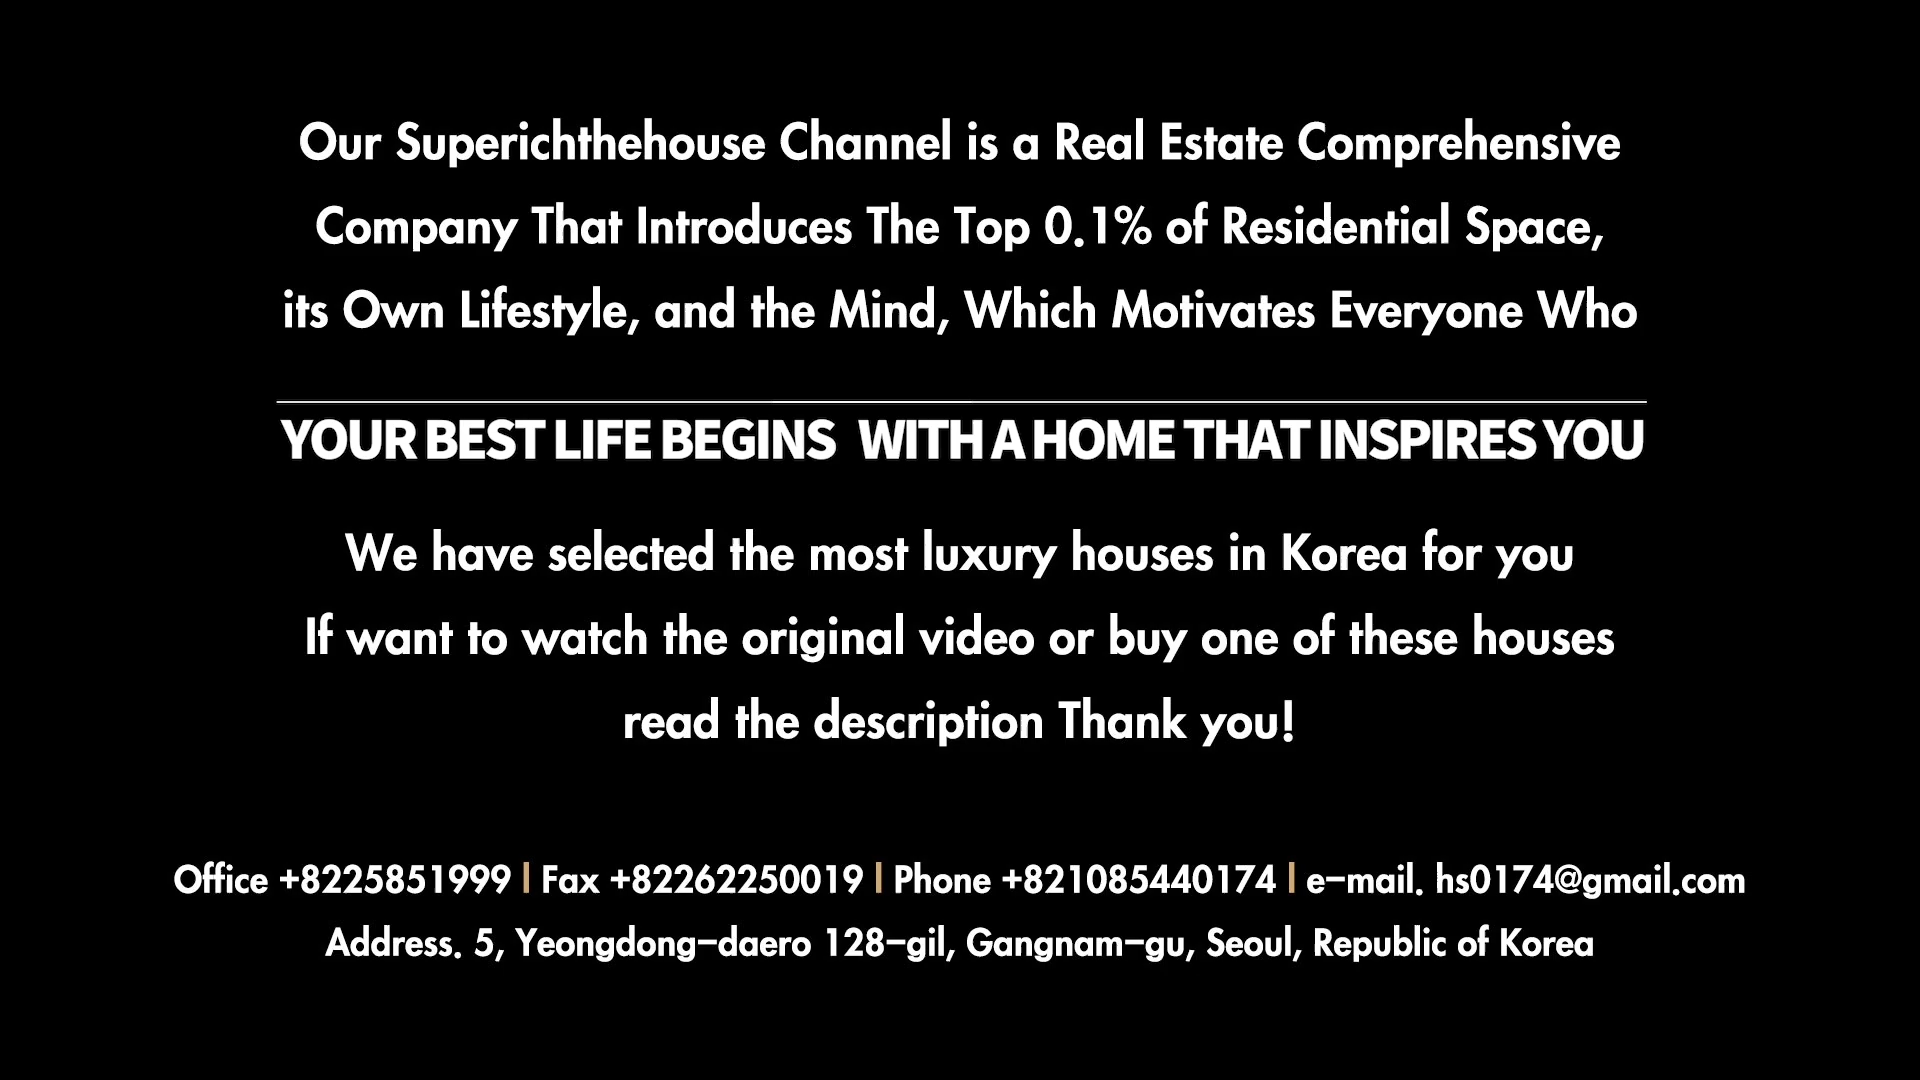 Our Superichthehouse Channel is a Real Estate Comprehensive
Company That Introduces The Top 0.1% of Residential Space,
its Own Lifestyle, and the Mind, Which Motivates Everyone Who
YOUR BEST LIFE BEGINS WITH A HOME THAT INSPIRES YOU
We have selected the most luxury houses in Korea for you
If want to watch the original video or buy one of these houses
read the description Thank you!
Office +8225851999 | Fax +82262250019 | Phone +821085440174 | e-mail. hs0174@gmail.com
Address. 5, Yeongdong-daero 128-gil, Gangnam-gu, Seoul, Republic of Korea